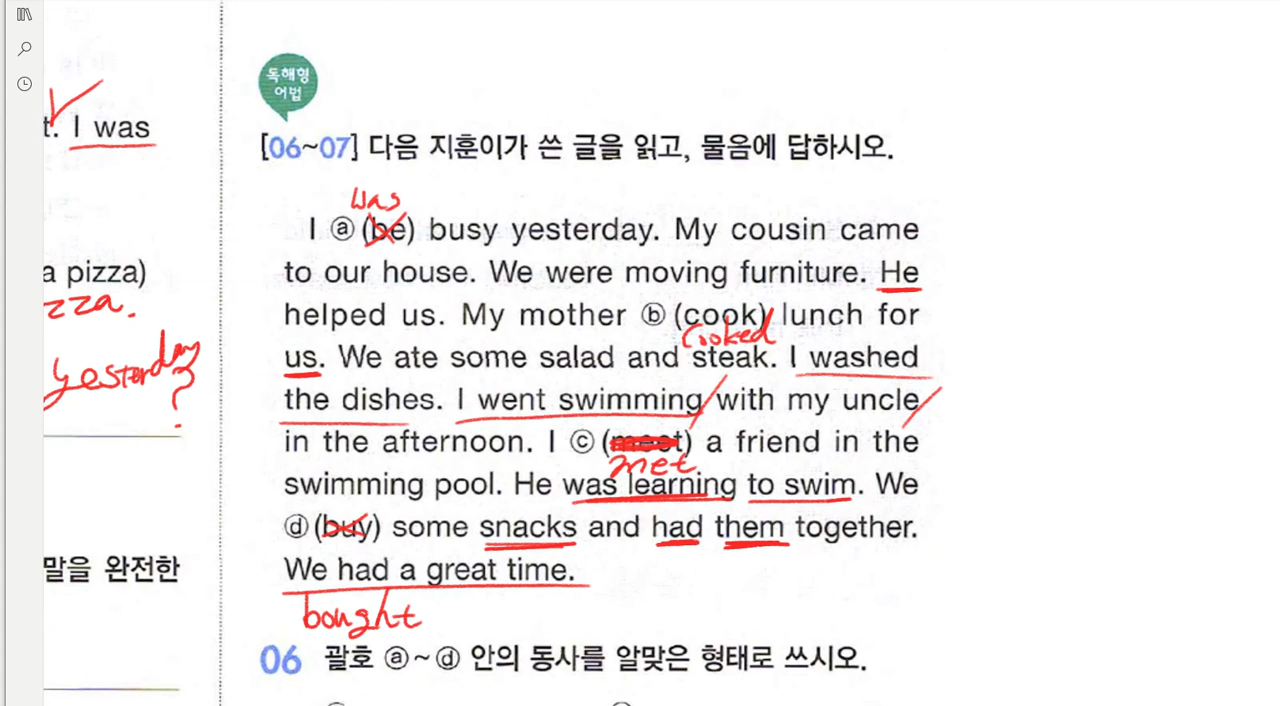 t. I was
a pizza)
zza.
yesterday
?
말을 완전한
독해형
어법
[06~07] 다음 지훈이가 쓴 글을 읽고, 물음에 답하시오.
was
I ⓐ (be) busy yesterday. My cousin came
to our house. We were moving furniture. He
helped us. My mother ⓑ (cook) lunch for
cooked
us. We ate some salad and steak. I washed
the dishes. I went swimming with my uncle
in the afternoon. I ⓒ (meet) a friend in the
met
swimming pool. He was learning to swim. We
ⓓ (buy) some snacks and had them together.
We had a great time.
bought
06 괄호 ⓐ~ⓓ 안의 동사를 알맞은 형태로 쓰시오.